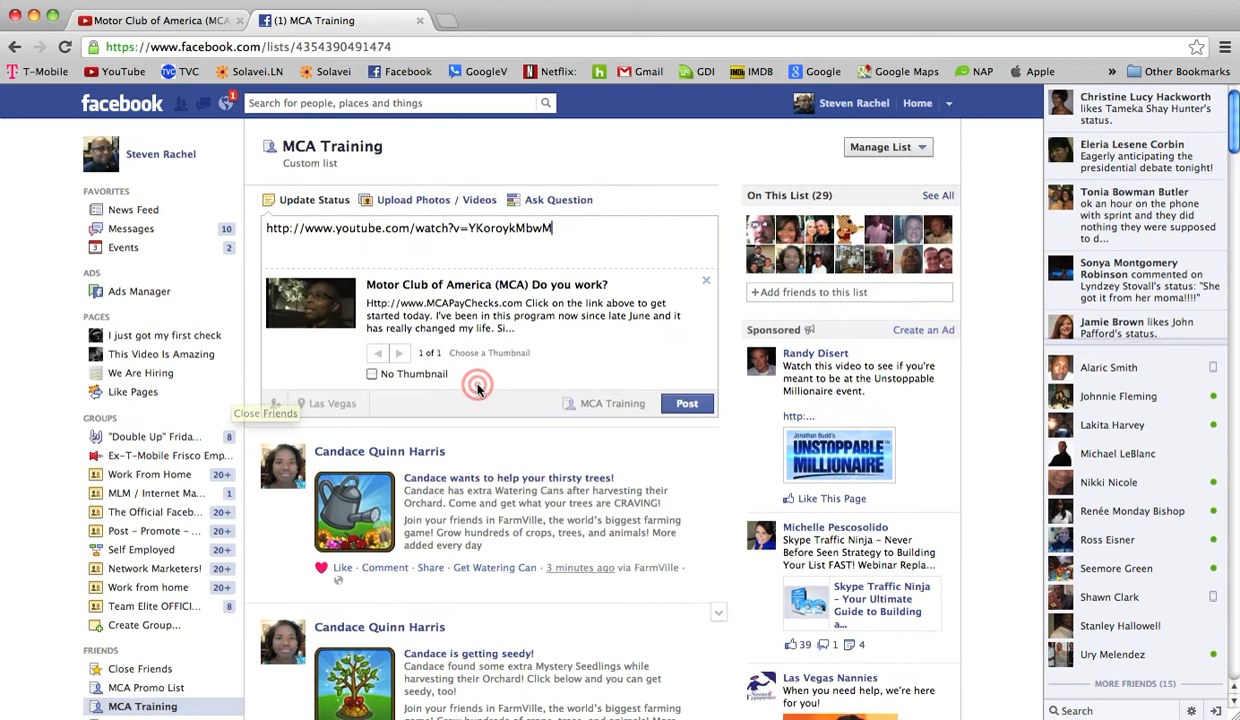 Motor Club of America (MC
(1) MCA Training
https://www.facebook.com/lists/4354390491474
T-Mobile
YouTube
TVC
Solavei.LN
Solavei
Facebook
GoogleV
Netflix:
Gmail
GDI
IMDB
Google
Google Maps
NAP
Apple
»
Other Bookmarks
facebook
1
Search for people, places and things
Steven Rachel
Home
Steven Rachel
FAVORITES
News Feed
Messages
10
Events
2
ADS
Ads Manager
PAGES
I just got my first check
This Video Is Amazing
We Are Hiring
Like Pages
GROUPS
"Double Up" Frida...
8
Ex-T-Mobile Frisco Emp...
Work From Home
20+
MLM / Internet Ma...
1
The Official Faceb...
20+
Post - Promote - ...
20+
Self Employed
20+
Network Marketers!
20+
Work from home
20+
Team Elite OFFICI...
8
Create Group...
FRIENDS
Close Friends
MCA Promo List
MCA Training
MCA Training
Custom list
Manage List
Update Status
Upload Photos / Videos
Ask Question
http://www.youtube.com/watch?v=YKoroykMbwM
Motor Club of America (MCA) Do you work?
Http://www.MCAPayChecks.com Click on the link above to get
started today. I've been in this program now since late June and it
has really changed my life. Si...
1 of 1
Choose a Thumbnail
No Thumbnail
Las Vegas
MCA Training
Post
Close Friends
Candace Quinn Harris
Candace wants to help your thirsty trees!
Candace has extra Watering Cans after harvesting their
Orchard. Come and get what your trees are CRAVING!
Join your friends in FarmVille, the world's biggest farming
game! Grow hundreds of crops, trees, and animals! More
added every day
Like · Comment · Share · Get Watering Can · 3 minutes ago via FarmVille ·
Candace Quinn Harris
Candace is getting seedy!
Candace found some extra Mystery Seedlings while
harvesting their Orchard! Click below and you can get
seedy, too!
Join your friends in FarmVille, the world's biggest farming
On This List (29)
See All
+Add friends to this list
Sponsored
Create an Ad
Randy Disert
Watch this video to see if you're
meant to be at the Unstoppable
Millionaire event.
http:...
Jonathan Budd's
UNSTOPPABLE
MILLIONAIRE
Like This Page
Michelle Pescosolido
Skype Traffic Ninja - Never
Before Seen Strategy to Building
Your List FAST! Webinar Repla...
Skype Traffic Ninja
- Your Ultimate
Guide to Building
a...
39
1
4
Las Vegas Nannies
When you need help, we're here
for you!
Christine Lucy Hackworth
likes Tameka Shay Hunter's
status.
Eleria Lesene Corbin
Eagerly anticipating the
presidential debate tonight!
Tonia Bowman Butler
ok an hour on the phone
with sprint and they did
nothing they were supposed
to d...
Sonya Montgomery
Robinson commented on
Lyndzey Stovall's status: "She
got it from her moma!!!!"
Jamie Brown likes John
Pafford's status.
Alaric Smith
Johnnie Fleming
Lakita Harvey
Michael LeBlanc
Nikki Nicole
Renée Monday Bishop
Ross Eisner
Seemore Green
Shawn Clark
Stanley Hallowell
Ury Melendez
MORE FRIENDS (15)
Search